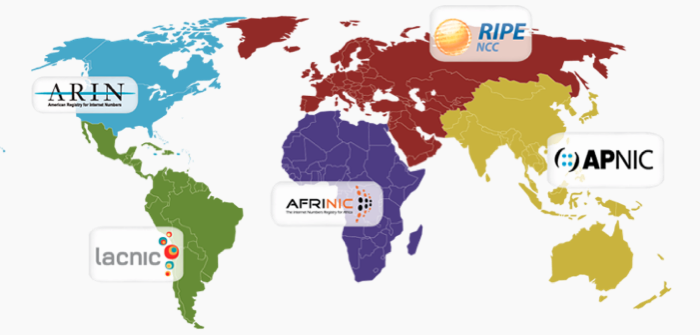 RIPE
NCC
ARIN
American Registry for Internet Numbers
APNIC
AFRINIC
The Internet Numbers Registry for Africa
lacnic